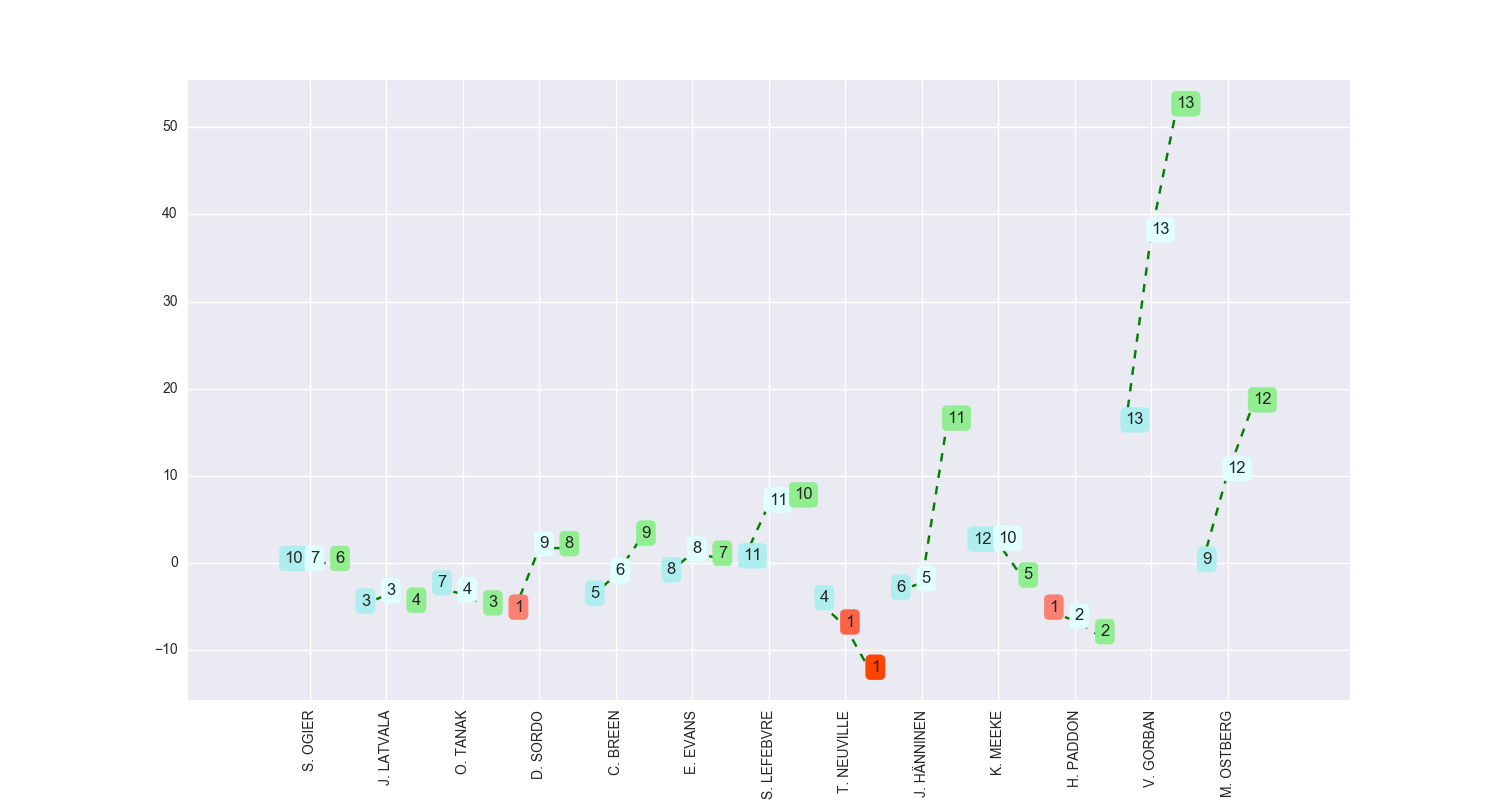 50
40
30
20
10
0
−10
10 7 6
3 3 4
7 4 3
1 9 8
5 6 9
8 8 7
11 11 10
4 1 1
6 5 11
12 10 5
1 2 2
13 13 13
9 12 12
S. OGIER
J. LATVALA
O. TANAK
D. SORDO
C. BREEN
E. EVANS
S. LEFEBVRE
T. NEUVILLE
J. HÄNNINEN
K. MEEKE
H. PADDON
V. GORBAN
M. OSTBERG